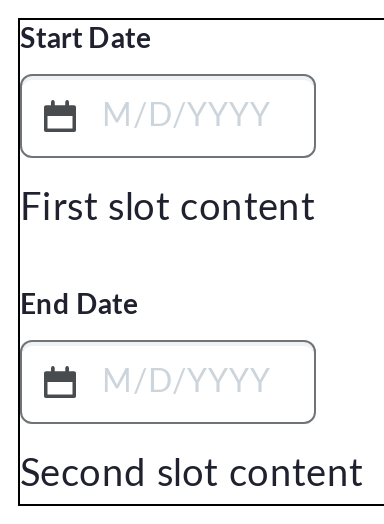 Start Date
M/D/YYYY
First slot content
End Date
M/D/YYYY
Second slot content